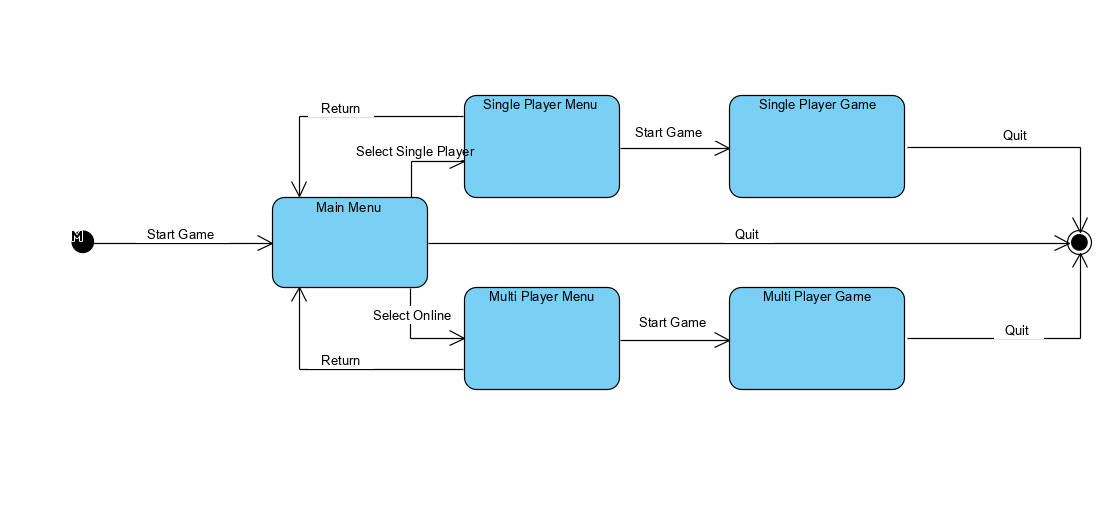 Single Player Menu
Single Player Game
Return
Start Game
Quit
Select Single Player
Main Menu
M
Start Game
Quit
Multi Player Menu
Multi Player Game
Select Online
Start Game
Quit
Return